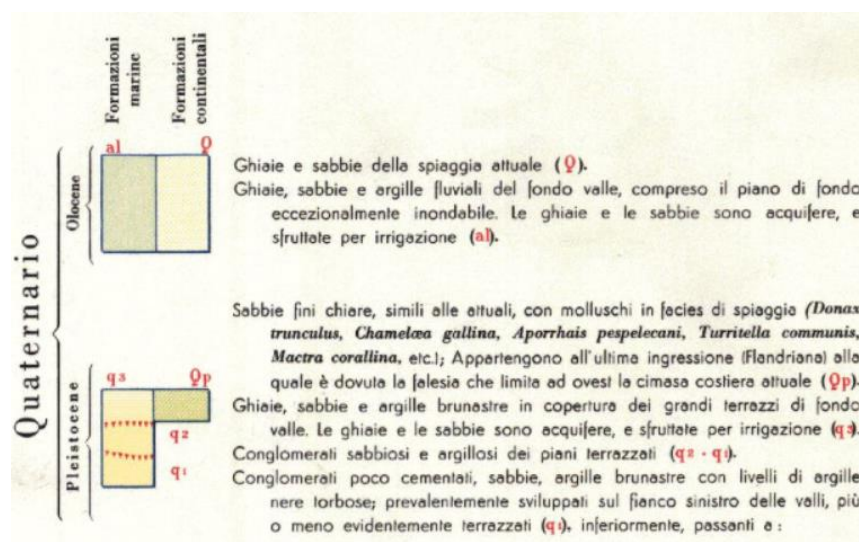 Formazioni
marine
Formazioni
continentali
al Q
Quaternario
Olocene
Ghiaie e sabbie della spiaggia attuale (Q).
Ghiaie, sabbie e argille fluviali del fondo valle, compreso il piano di fondo
eccezionalmente inondabile. Le ghiaie e le sabbie sono acquifere, e
sfruttate per irrigazione (al).
Pleistocene
q3 Qp
q2
q1
Sabbie fini chiare, simili alle attuali, con molluschi in facies di spiaggia (Donax
trunculus, Chamelæa gallina, Aporrhais pespelecani, Turritella communis,
Mactra corallina, etc.); Appartengono all'ultima ingressione (Flandriana) alla
quale è dovuta la falesia che limita ad ovest la cimasa costiera attuale (Qp).
Ghiaie, sabbie e argille brunastre in copertura dei grandi terrazzi di fondo
valle. Le ghiaie e le sabbie sono acquifere, e sfruttate per irrigazione (q3).
Conglomerati sabbiosi e argillosi dei piani terrazzati (q2 - q1).
Conglomerati poco cementati, sabbie, argille brunastre con livelli di argille
nere torbose; prevalentemente sviluppati sul fianco sinistro delle valli, più
o meno evidentemente terrazzati (q1), inferiormente, passanti a :